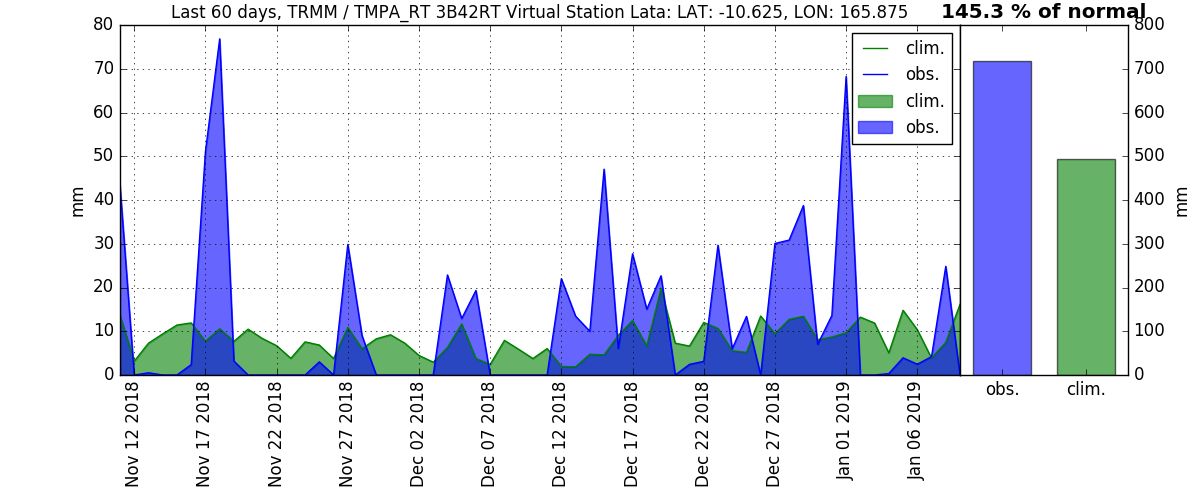 Last 60 days, TRMM / TMPA_RT 3B42RT Virtual Station Lata: LAT: -10.625, LON: 165.875
145.3 % of normal
80
70
60
50
40
30
20
10
0
mm
clim.
obs.
clim.
obs.
800
700
600
500
400
300
200
100
0
mm
obs.
clim.
Nov 12 2018
Nov 17 2018
Nov 22 2018
Nov 27 2018
Dec 02 2018
Dec 07 2018
Dec 12 2018
Dec 17 2018
Dec 22 2018
Dec 27 2018
Jan 01 2019
Jan 06 2019